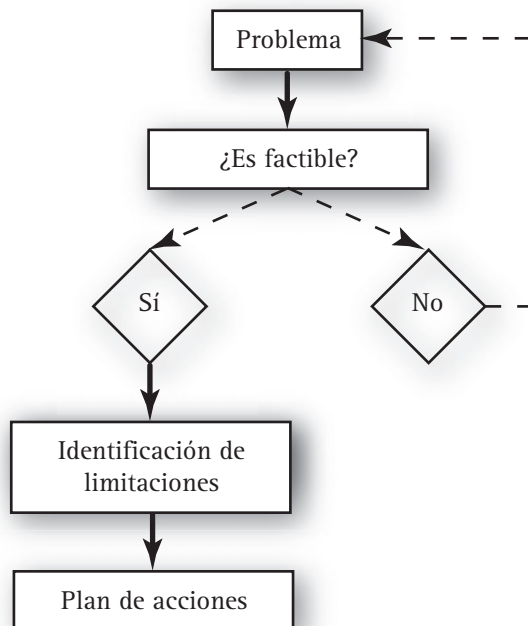 Problema
¿Es factible?
Sí
No
Identificación de
limitaciones
Plan de acciones